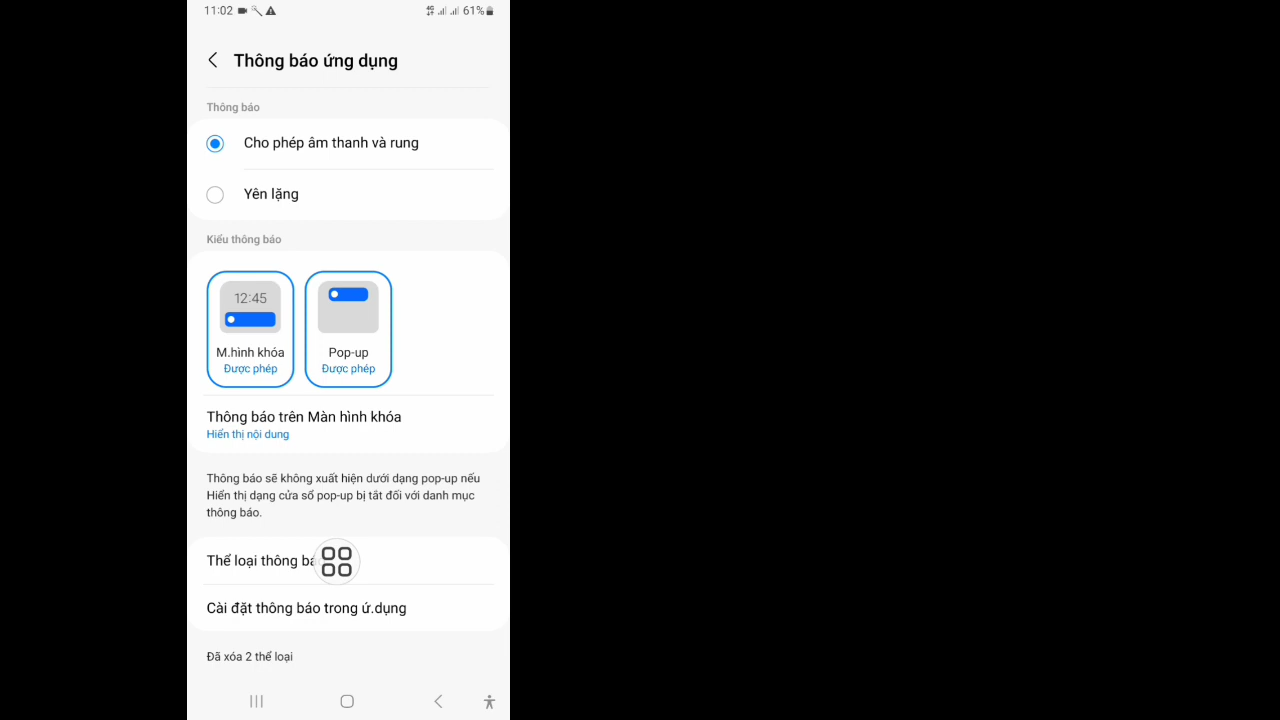 11:02
4G 61%
Thông báo ứng dụng
Thông báo
Cho phép âm thanh và rung
Yên lặng
Kiểu thông báo
12:45
M.hình khóa
Được phép
Pop-up
Được phép
Thông báo trên Màn hình khóa
Hiển thị nội dung
Thông báo sẽ không xuất hiện dưới dạng pop-up nếu
Hiển thị dạng cửa sổ pop-up bị tắt đối với danh mục
thông báo.
Thể loại thông bá
Cài đặt thông báo trong ứ.dụng
Đã xóa 2 thể loại